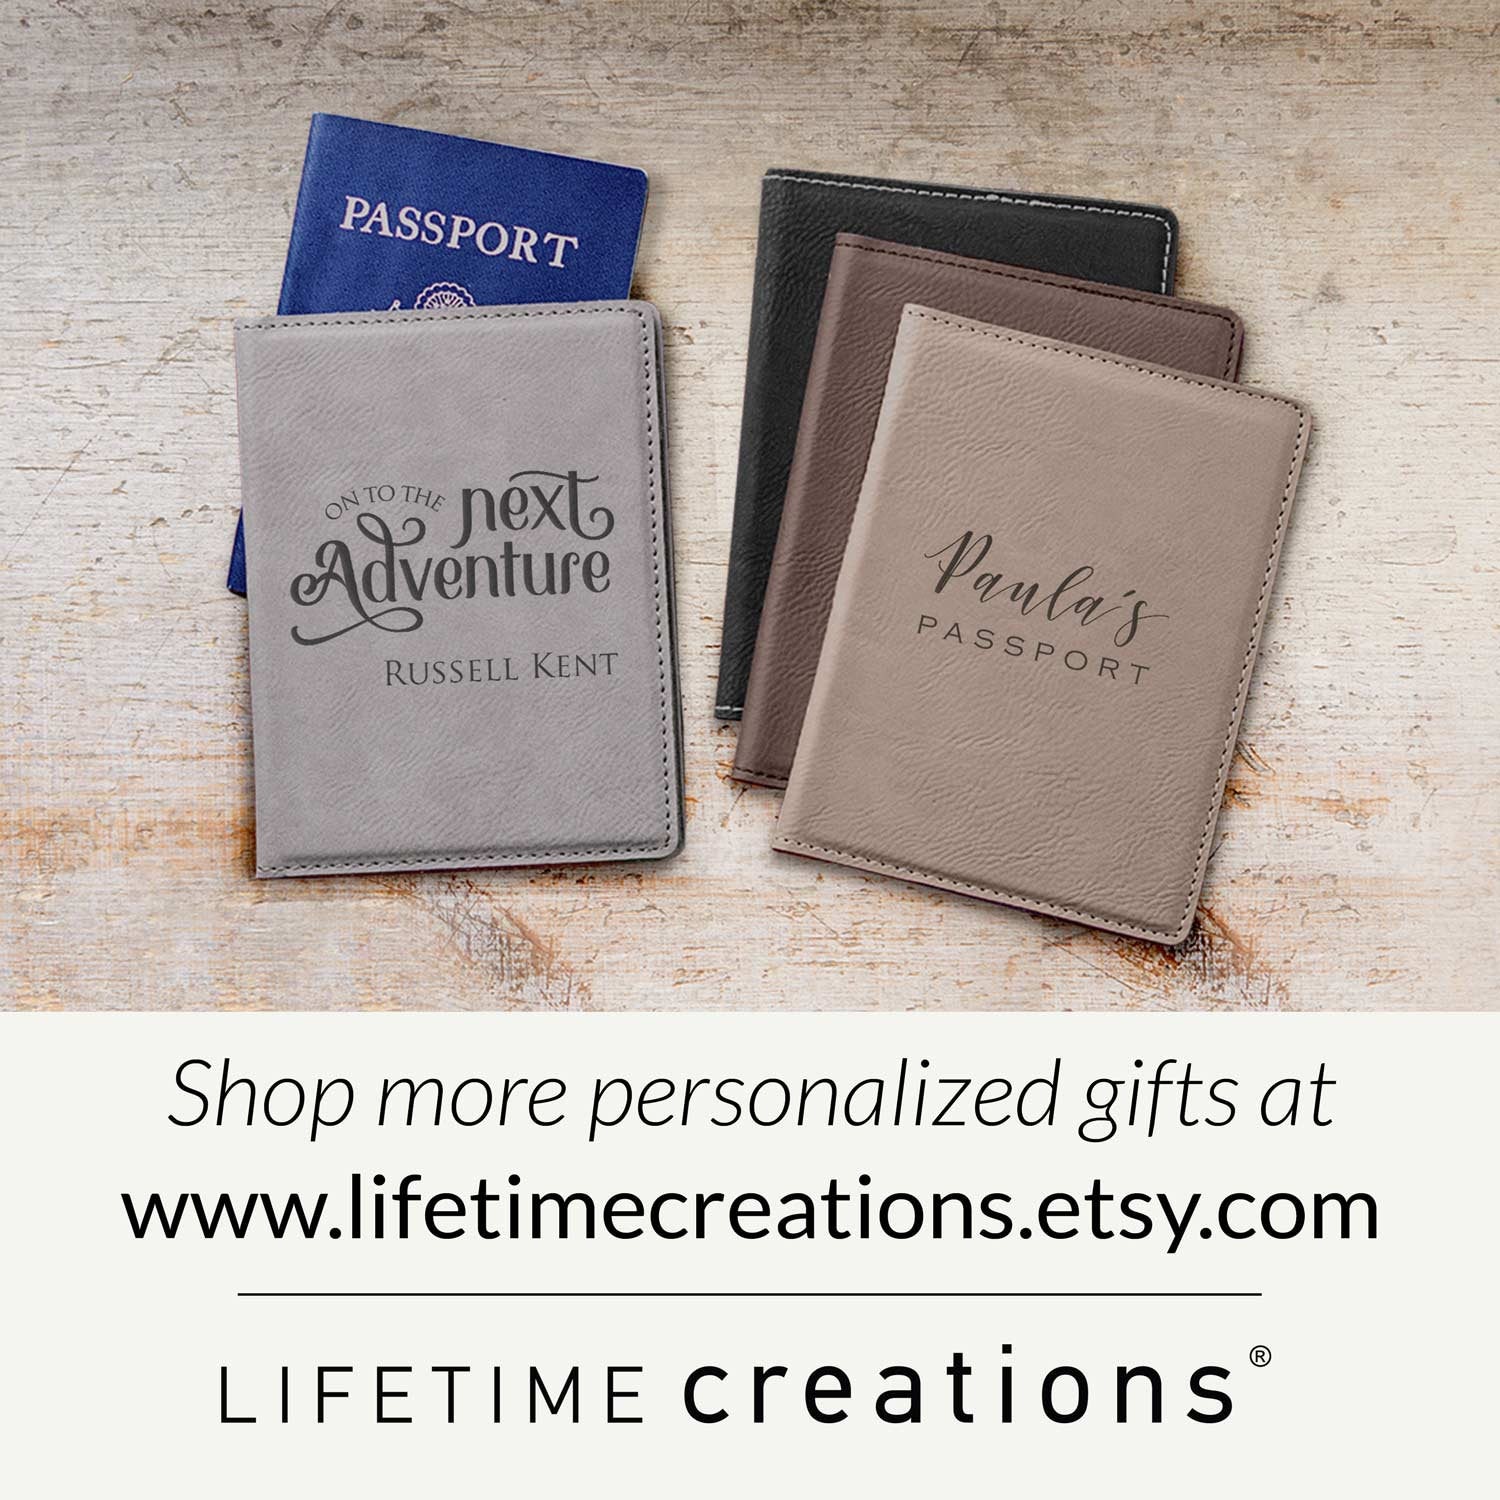 PASSPORT
ON TO THE next
Adventure
RUSSELL KENT
Paula's
PASSPORT
Shop more personalized gifts at
www.lifetimecreations.etsy.com
LIFETIME creations®